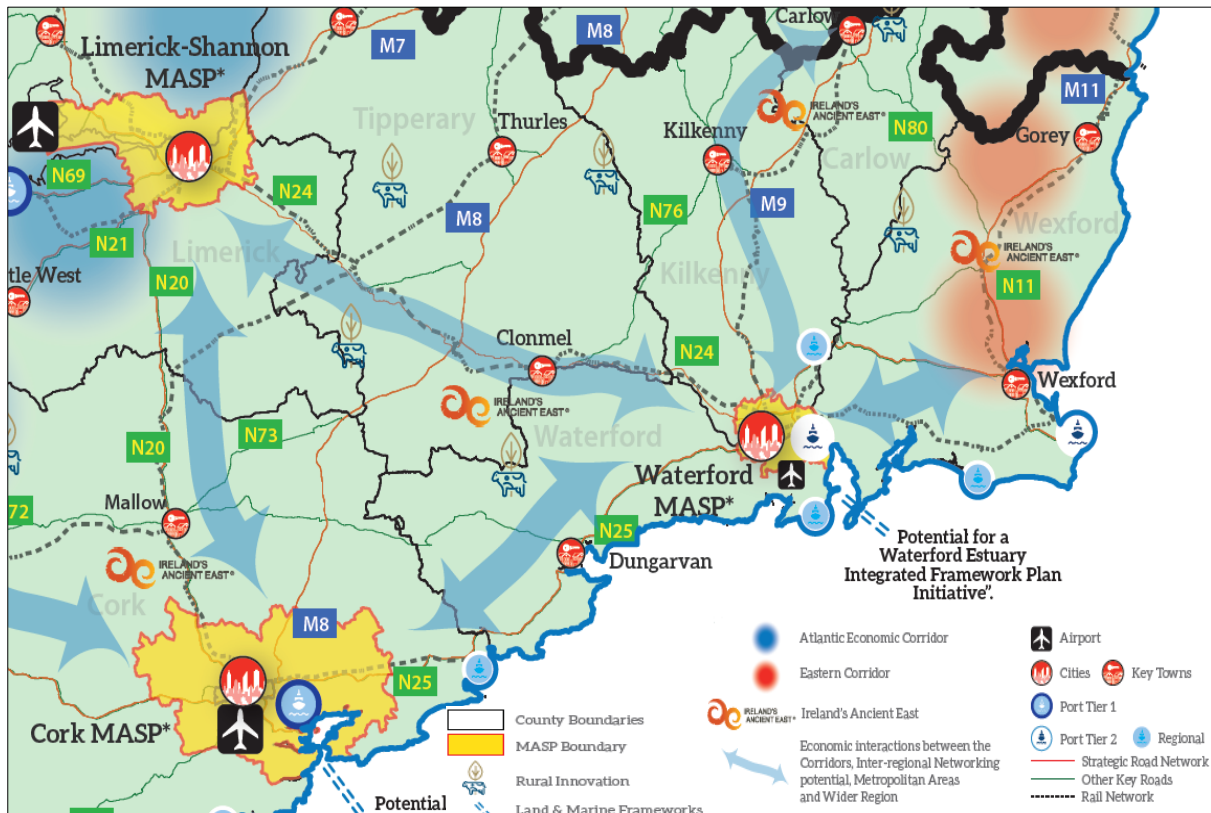 Limerick-Shannon
MASP*
M7
M8
Carlow
M11
Tipperary
Thurles
IRELAND'S
ANCIENT EAST
Kilkenny
IRELAND'S
ANCIENT EAST
N80
Gorey
Carlow
N69
N24
N76
M8
M9
Wexford
N21
Limerick
IRELAND'S
ANCIENT EAST
tle West
N20
Kilkenny
N11
Clonmel
N24
Wexford
IRELAND'S
ANCIENT EAST
N20
N73
Waterford
Waterford
MASP*
Mallow
72
N25
Dungarvan
Potential for a
Waterford Estuary
Integrated Framework Plan
Initiative".
IRELAND'S
ANCIENT EAST
Cork
M8
N25
Cork MASP*
Potential
County Boundaries
MASP Boundary
Rural Innovation
Land & Marine Frameworks
Atlantic Economic Corridor
Eastern Corridor
IRELAND'S
ANCIENT EAST
Ireland's Ancient East
Economic interactions between the
Corridors, Inter-regional Networking
potential, Metropolitan Areas
and Wider Region
Airport
Cities
Key Towns
Port Tier 1
Port Tier 2
Regional
Strategic Road Network
Other Key Roads
Rail Network